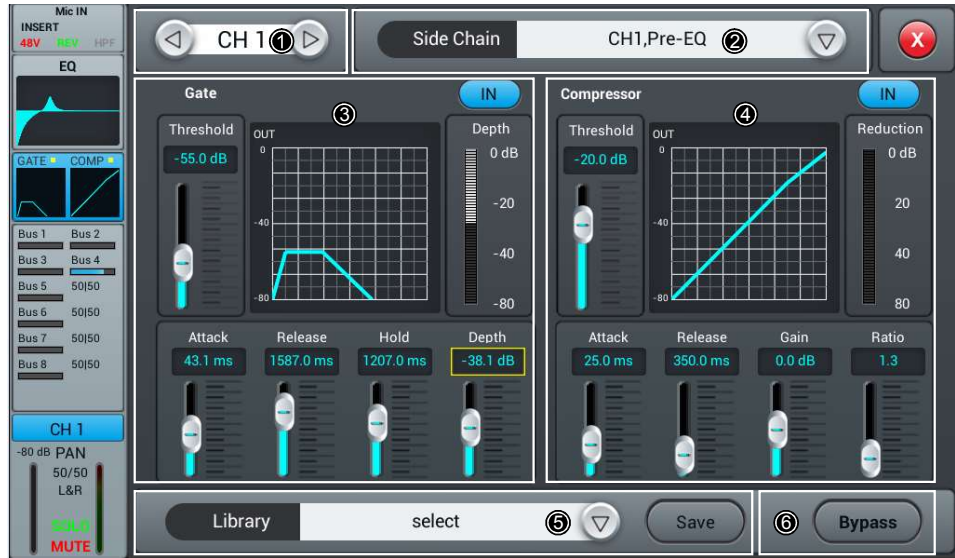 Mic IN
INSERT
48V REV HPF
EQ
GATE COMP
Bus 1 Bus 2
Bus 3 Bus 4
Bus 5 50|50
Bus 6 50|50
Bus 7 50|50
Bus 8 50|50
CH 1
-80 dB PAN
50/50
L&R
SOLO
MUTE
CH 1 ①
Side Chain CH1,Pre-EQ ②
X
Gate ③ IN
Threshold
-55.0 dB
OUT
0
-40
-80
Depth
0 dB
-20
-40
-80
Attack Release Hold Depth
43.1 ms 1587.0 ms 1207.0 ms -38.1 dB
Compressor ④ IN
Threshold
-20.0 dB
OUT
0
-40
-80
Reduction
0 dB
20
40
80
Attack Release Gain Ratio
25.0 ms 350.0 ms 0.0 dB 1.3
Library select ⑤ Save
⑥ Bypass